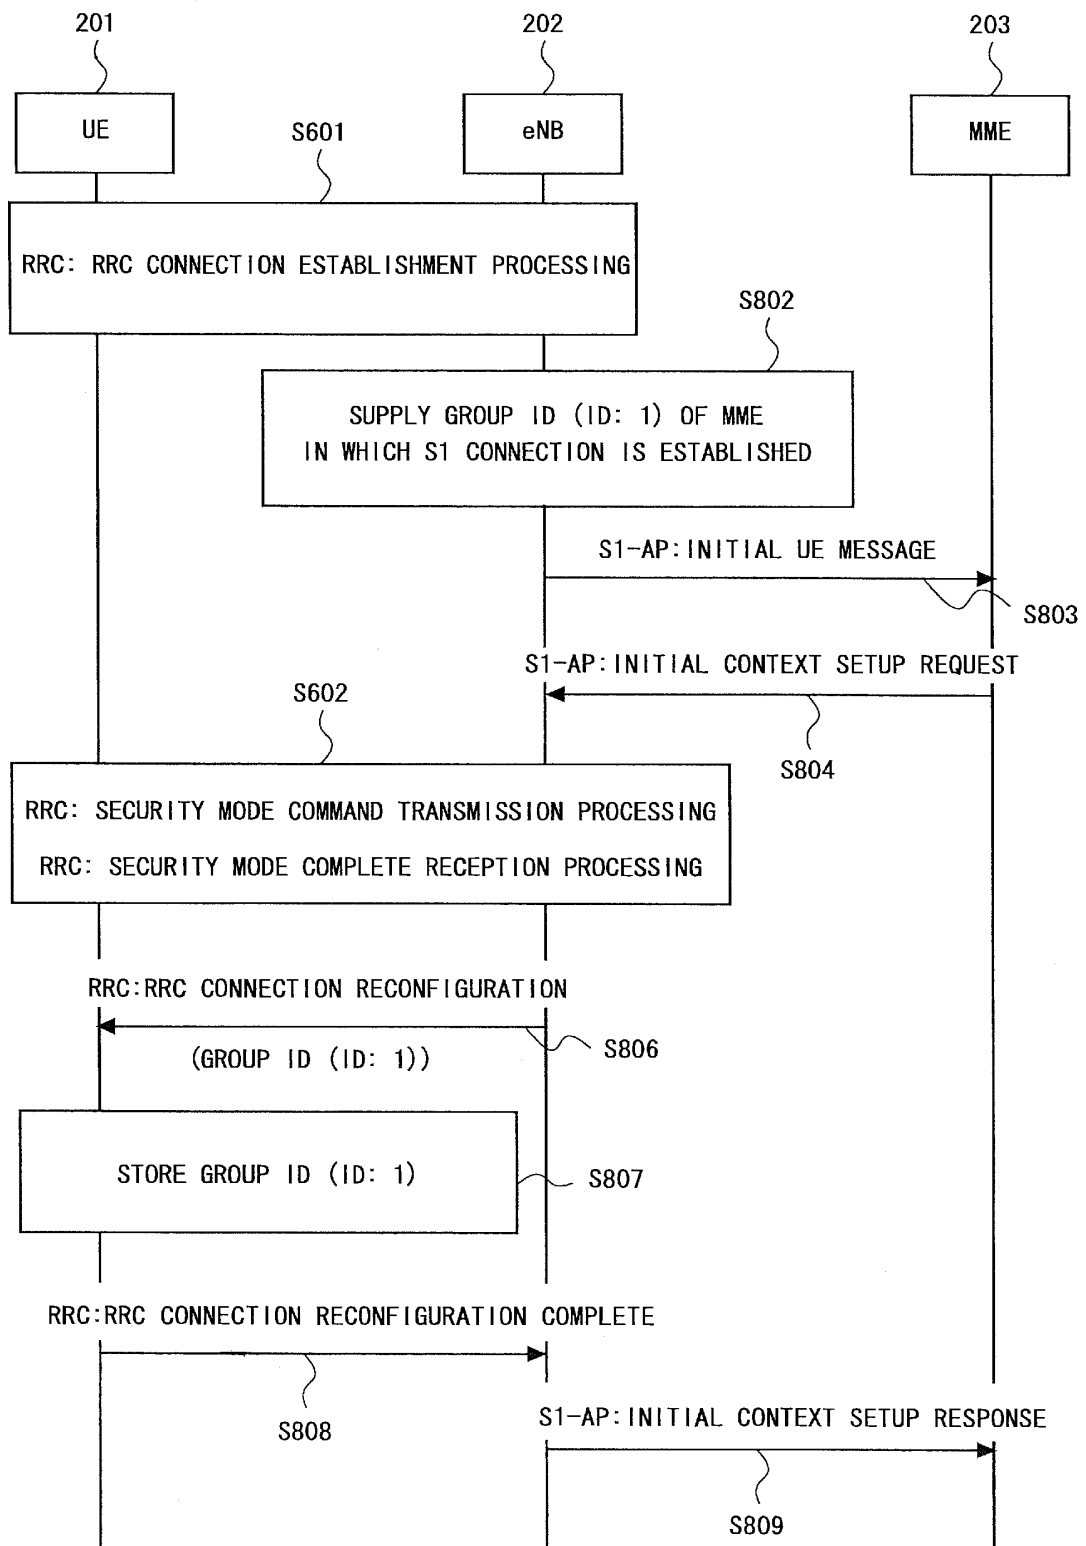 201
202
203
UE
eNB
MME
S601
RRC: RRC CONNECTION ESTABLISHMENT PROCESSING
S802
SUPPLY GROUP ID (ID: 1) OF MME
IN WHICH S1 CONNECTION IS ESTABLISHED
S1-AP:INITIAL UE MESSAGE
S803
S1-AP:INITIAL CONTEXT SETUP REQUEST
S602
S804
RRC: SECURITY MODE COMMAND TRANSMISSION PROCESSING
RRC: SECURITY MODE COMPLETE RECEPTION PROCESSING
RRC:RRC CONNECTION RECONFIGURATION
S806
(GROUP ID (ID: 1))
STORE GROUP ID (ID: 1)
S807
RRC:RRC CONNECTION RECONFIGURATION COMPLETE
S808
S1-AP:INITIAL CONTEXT SETUP RESPONSE
S809